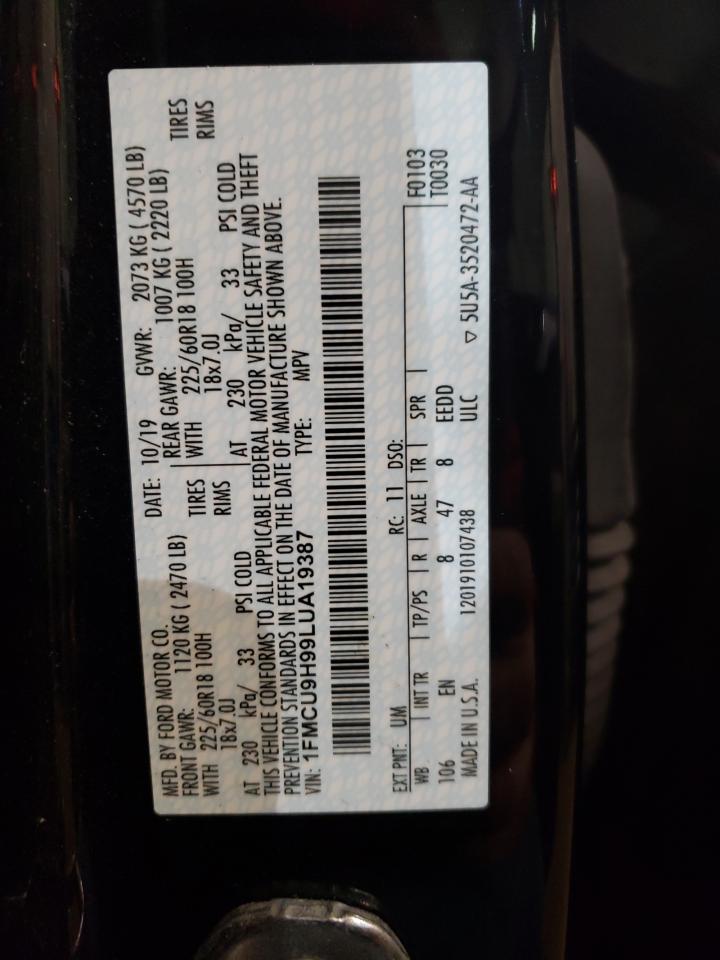 MFD. BY FORD MOTOR CO. DATE: 10/19 GVWR: 2073 KG ( 4570 LB)
FRONT GAWR: 1120 KG ( 2470 LB) REAR GAWR: 1007 KG ( 2220 LB)
WITH 225/60R18 100H TIRES WITH 225/60R18 100H TIRES
18x7.0J RIMS 18x7.0J RIMS
AT 230 kPa/ 33 PSI COLD AT 230 kPa/ 33 PSI COLD
THIS VEHICLE CONFORMS TO ALL APPLICABLE FEDERAL MOTOR VEHICLE SAFETY AND THEFT
PREVENTION STANDARDS IN EFFECT ON THE DATE OF MANUFACTURE SHOWN ABOVE.
VIN: 1FMCU9H99LUA19387 TYPE: MPV
EXT PNT: UM RC: 11 DSO: F0103
WB INT TR TP/PS R AXLE TR SPR T0030
106 EN 8 47 8 EEDD
MADE IN U.S.A. 1201910107438 ULC ▽ 5U5A-3520472-AA